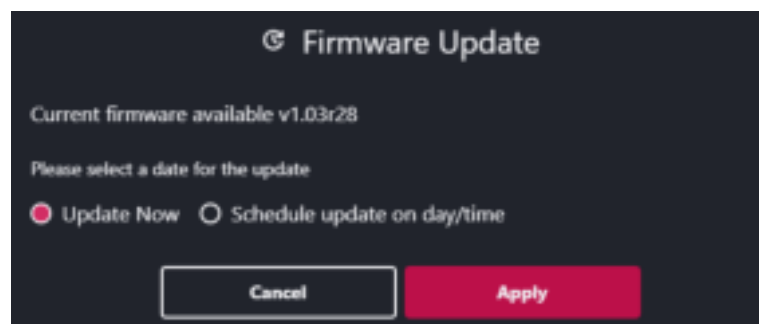 Firmware Update
Current firmware available v1.03r28
Please select a date for the update
Update Now Schedule update on day/time
Cancel Apply